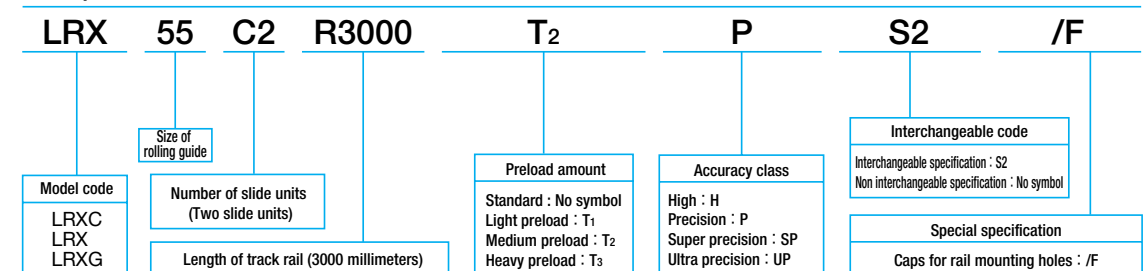 LRX 55 C2 R3000 T2 P S2 /F
Size of
rolling guide
Model code
LRXC
LRX
LRXG
Number of slide units
(Two slide units)
Length of track rail (3000 millimeters)
Preload amount
Standard : No symbol
Light preload : T1
Medium preload : T2
Heavy preload : T3
Accuracy class
High : H
Precision : P
Super precision : SP
Ultra precision : UP
Interchangeable code
Interchangeable specification : S2
Non interchangeable specification : No symbol
Special specification
Caps for rail mounting holes : /F